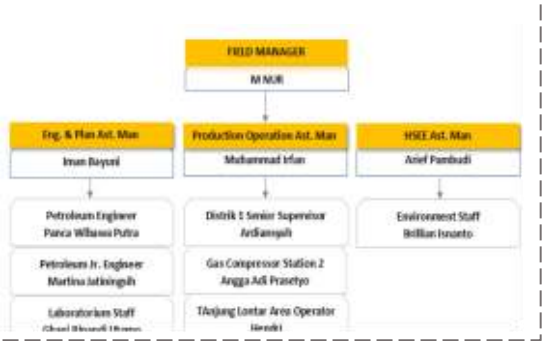 FIELD MANAGER
M NUR
Eng. & Plan Ast. Man
Iman Bayuni
Production Operation Ast. Man
Muhammad Irfan
HSEE Ast. Man
Arief Pambudi
Petroleum Engineer
Panca Wibawa Putra
Petroleum Jr. Engineer
Martina Jatiningsih
Laboratorium Staff
Distrik 1 Senior Supervisor
Ardiansyah
Gas Compressor Station 2
Angga Adi Prasetyo
TAnjung Lontar Area Operator
Hendri
Environment Staff
Brillian Isnanto